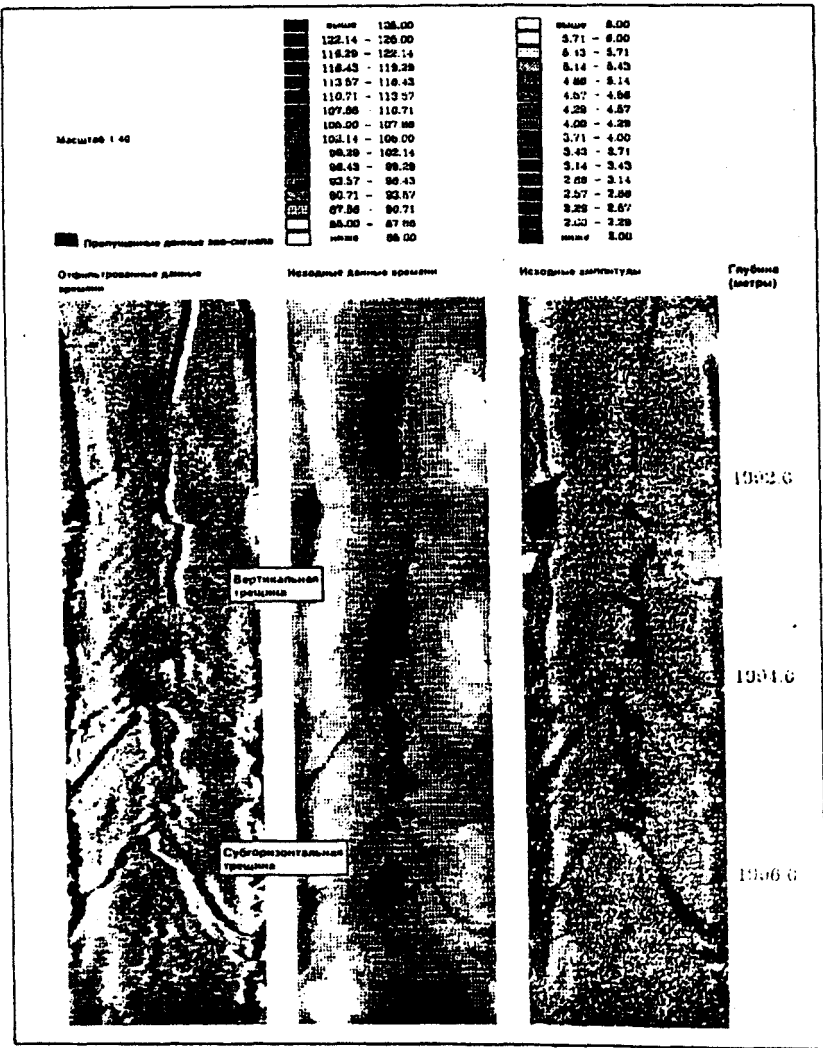 выше 125.00
122.14 - 125.00
119.29 - 122.14
116.43 - 119.29
113.57 - 116.43
110.71 - 113.57
107.86 - 110.71
105.00 - 107.86
102.14 - 105.00
99.29 - 102.14
96.43 - 99.29
93.57 - 96.43
90.71 - 93.57
87.86 - 90.71
85.00 - 87.86
ниже 85.00
выше 6.00
5.71 - 6.00
5.43 - 5.71
5.14 - 5.43
4.86 - 5.14
4.57 - 4.86
4.29 - 4.57
4.00 - 4.29
3.71 - 4.00
3.43 - 3.71
3.14 - 3.43
2.86 - 3.14
2.57 - 2.86
2.29 - 2.57
2.00 - 2.29
ниже 2.00
Масштаб 1:40
Пропущенные данные эхо-сигнала
Отфильтрованные данные
времени
Исходные данные времени
Исходные амплитуды
Глубина
(метры)
1992.0
Вертикальная
трещина
1994.0
Субгоризонтальная
трещина
1996.0